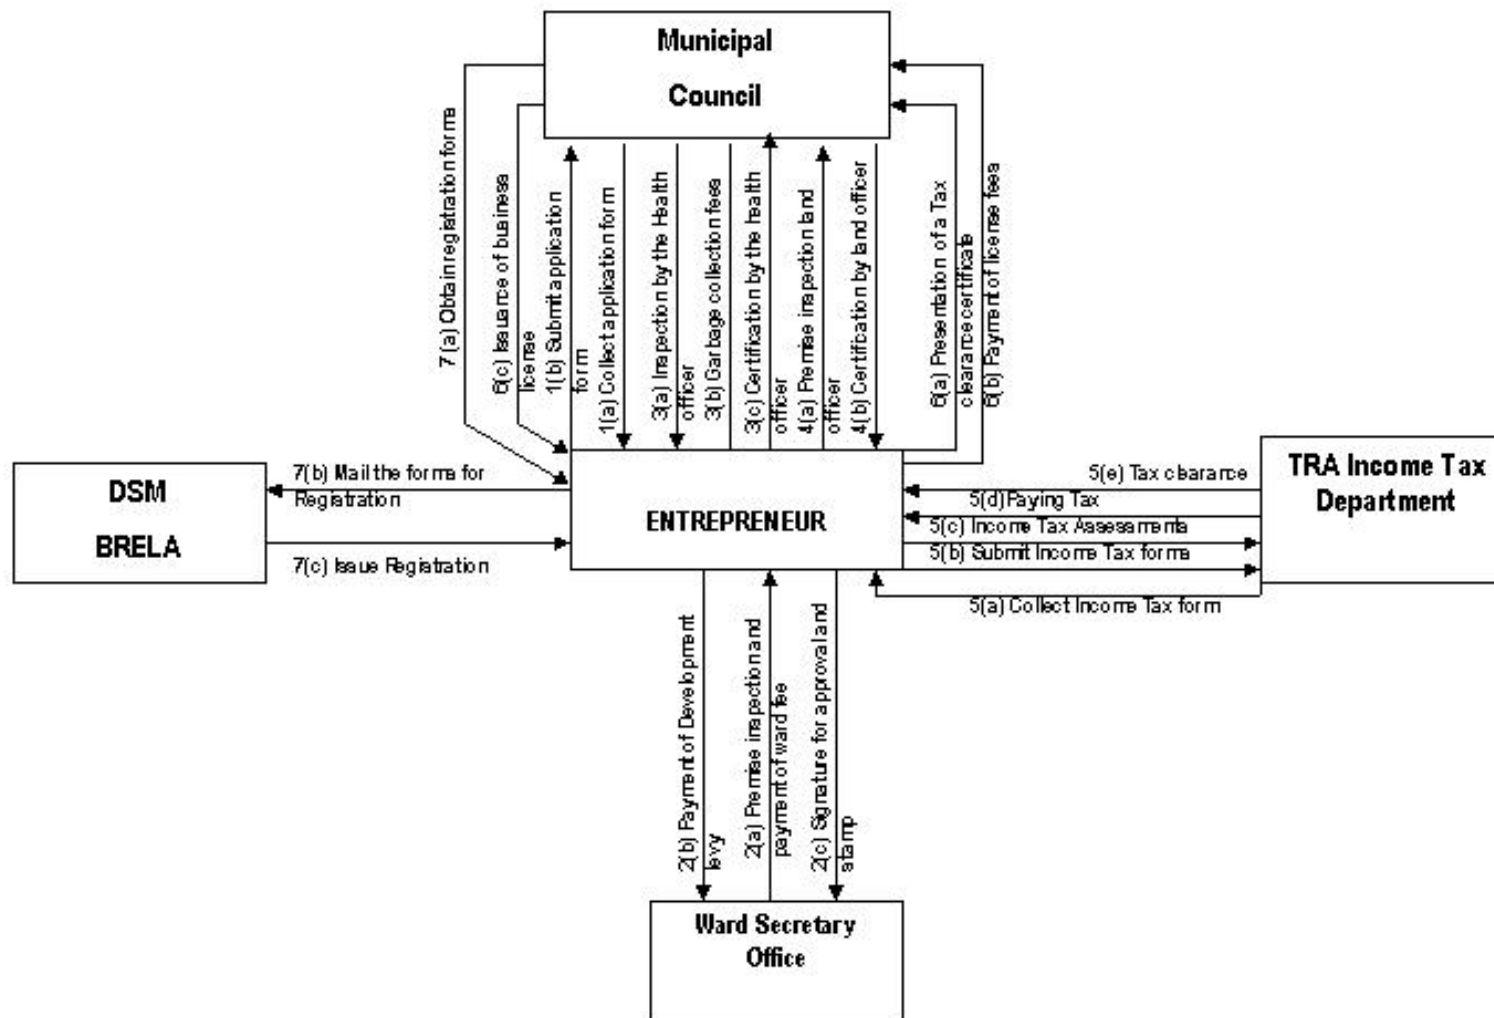 Municipal
Council
7(a) Obtain registration forms
6(c) Issuance of business
license
1(b) Submit application
form
1(a) Collect application form
3(a) Inspection by the Health
officer
3(b) Garbage collection fees
3(c) Certification by the health
officer
4(a) Premise inspection land
officer
4(b) Certification by land officer
6(a) Presentation of a Tax
clearance certificate
6(b) Payment of license fees
DSM
BRELA
7(b) Mail the forms for
Registration
7(c) Issue Registration
ENTREPRENEUR
5(e) Tax clearance
5(d) Paying Tax
5(c) Income Tax Assessments
5(b) Submit Income Tax forms
5(a) Collect Income Tax form
TRA Income Tax
Department
2(b) Payment of Development
levy
2(a) Premise inspection and
payment of ward fee
2(c) Signature for approval and
stamp
Ward Secretary
Office